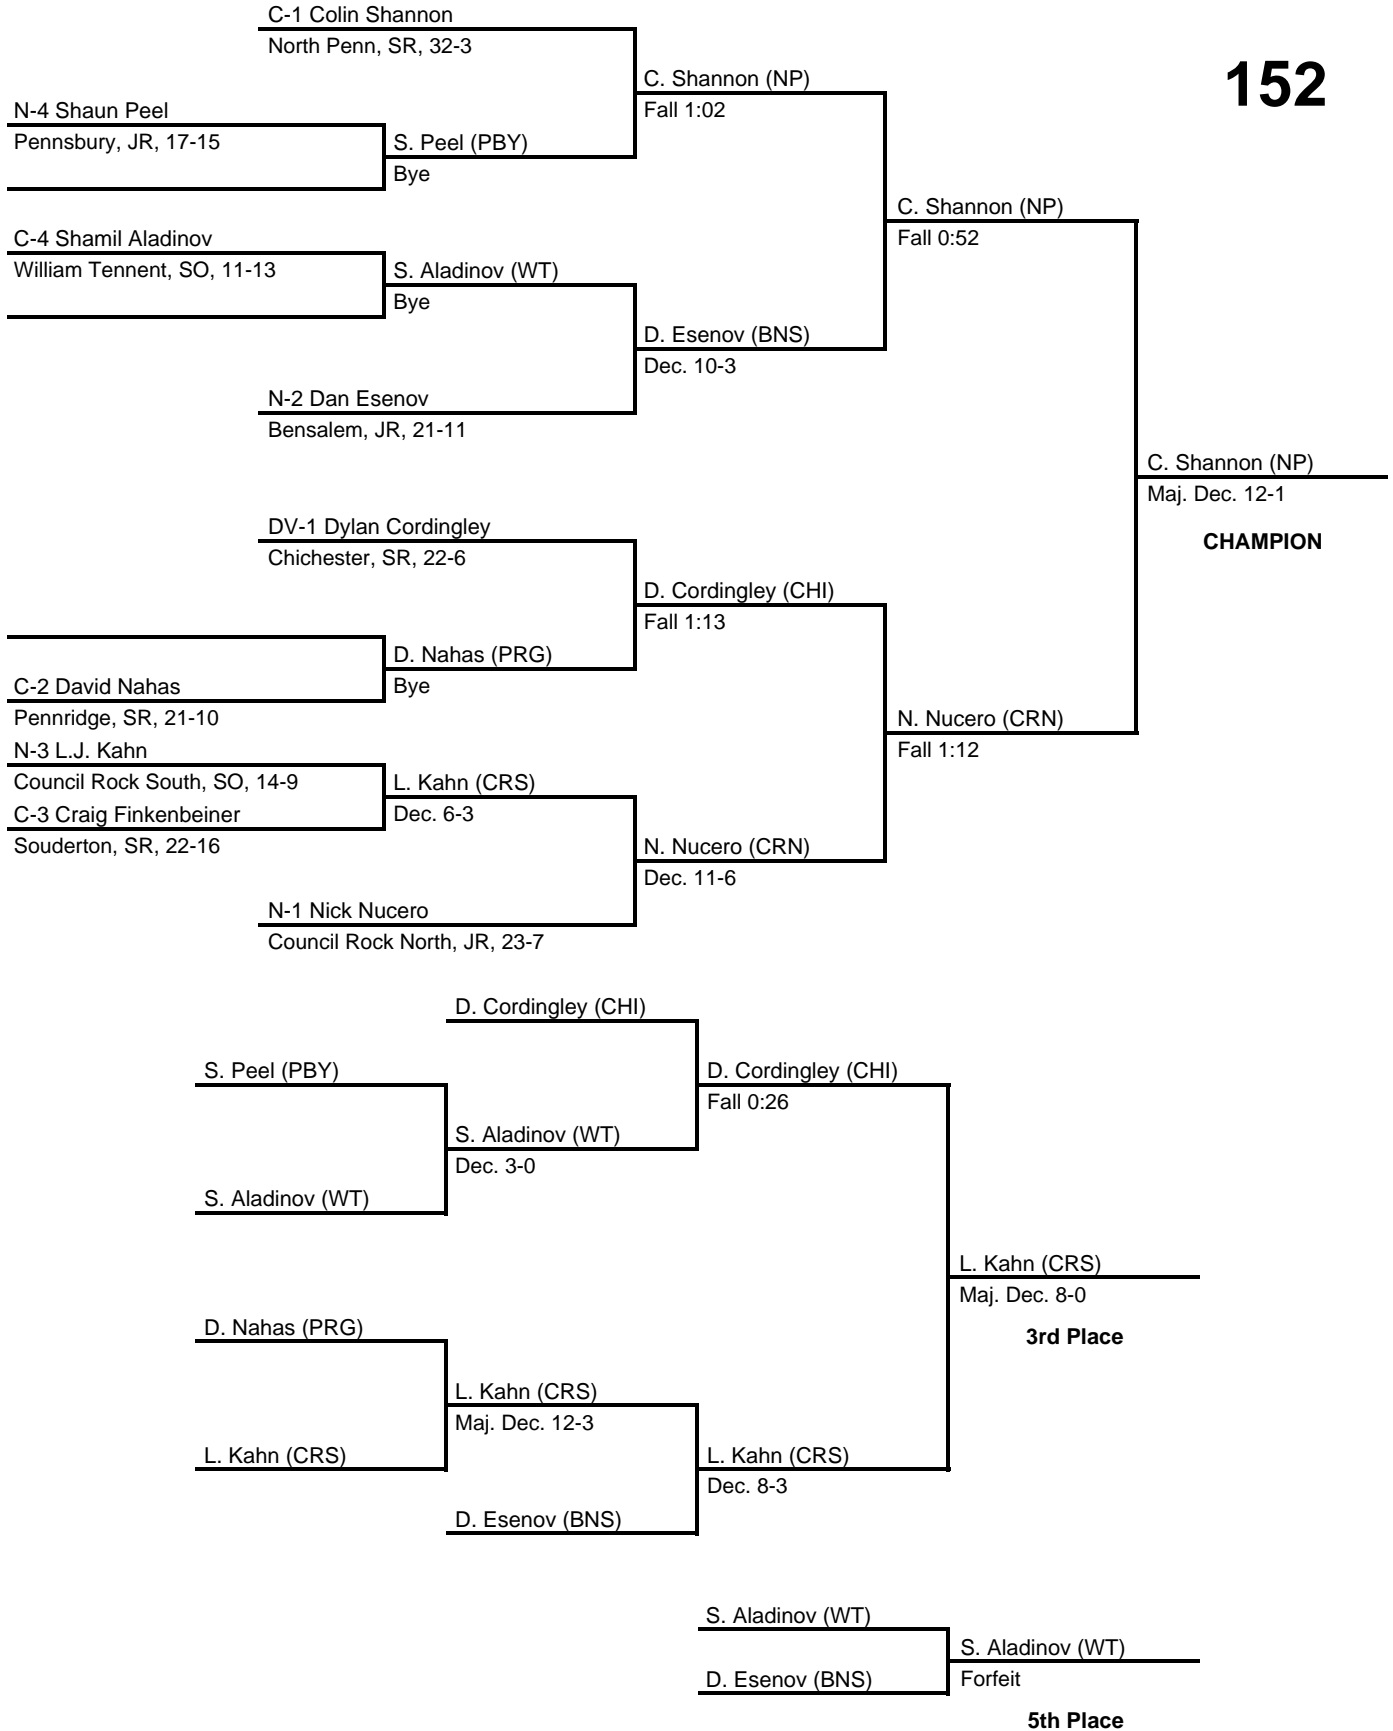 C-1 Colin Shannon
North Penn, SR, 32-3
152
C. Shannon (NP)
Fall 1:02
N-4 Shaun Peel
Pennsbury, JR, 17-15
S. Peel (PBY)
Bye
C. Shannon (NP)
Fall 0:52
C-4 Shamil Aladinov
William Tennent, SO, 11-13
S. Aladinov (WT)
Bye
D. Esenov (BNS)
Dec. 10-3
N-2 Dan Esenov
Bensalem, JR, 21-11
C. Shannon (NP)
Maj. Dec. 12-1
CHAMPION
DV-1 Dylan Cordingley
Chichester, SR, 22-6
D. Cordingley (CHI)
Fall 1:13
D. Nahas (PRG)
Bye
C-2 David Nahas
Pennridge, SR, 21-10
N. Nucero (CRN)
Fall 1:12
N-3 L.J. Kahn
Council Rock South, SO, 14-9
L. Kahn (CRS)
Dec. 6-3
C-3 Craig Finkenbeiner
Souderton, SR, 22-16
N. Nucero (CRN)
Dec. 11-6
N-1 Nick Nucero
Council Rock North, JR, 23-7
D. Cordingley (CHI)
S. Peel (PBY)
D. Cordingley (CHI)
Fall 0:26
S. Aladinov (WT)
Dec. 3-0
S. Aladinov (WT)
L. Kahn (CRS)
Maj. Dec. 8-0
3rd Place
D. Nahas (PRG)
L. Kahn (CRS)
Maj. Dec. 12-3
L. Kahn (CRS)
L. Kahn (CRS)
Dec. 8-3
D. Esenov (BNS)
S. Aladinov (WT)
S. Aladinov (WT)
Forfeit
D. Esenov (BNS)
5th Place